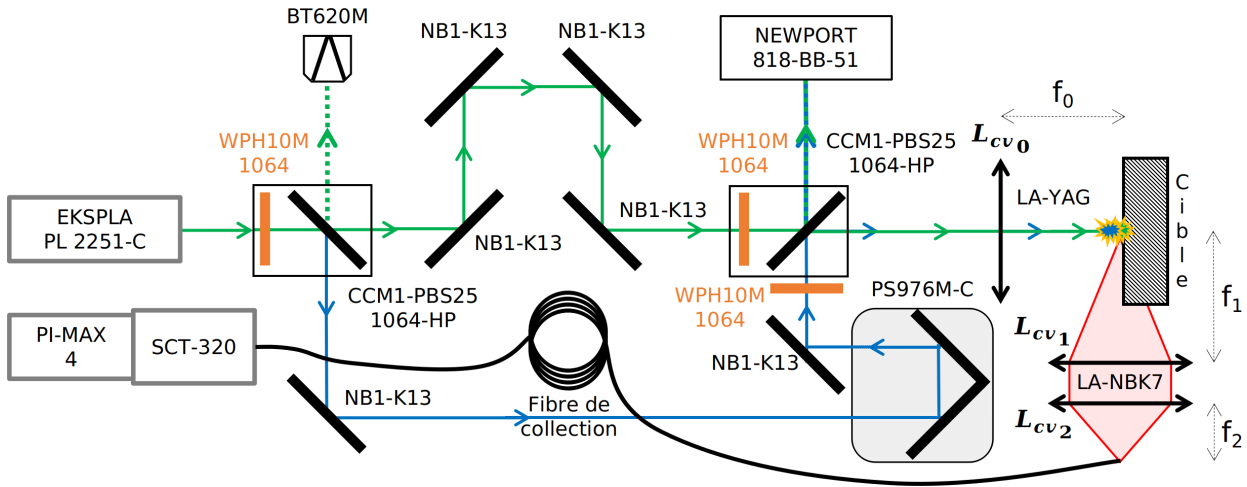 BT620M
NB1-K13
NB1-K13
NEWPORT
818-BB-51
f0
Lcv0
WPH10M
1064
WPH10M
1064
CCM1-PBS25
1064-HP
Cible
LA-YAG
EKSPLA
PL 2251-C
NB1-K13
NB1-K13
CCM1-PBS25
1064-HP
WPH10M
1064
PS976M-C
f1
PI-MAX
4
SCT-320
Lcv1
NB1-K13
LA-NBK7
NB1-K13
Fibre de
collection
Lcv2
f2